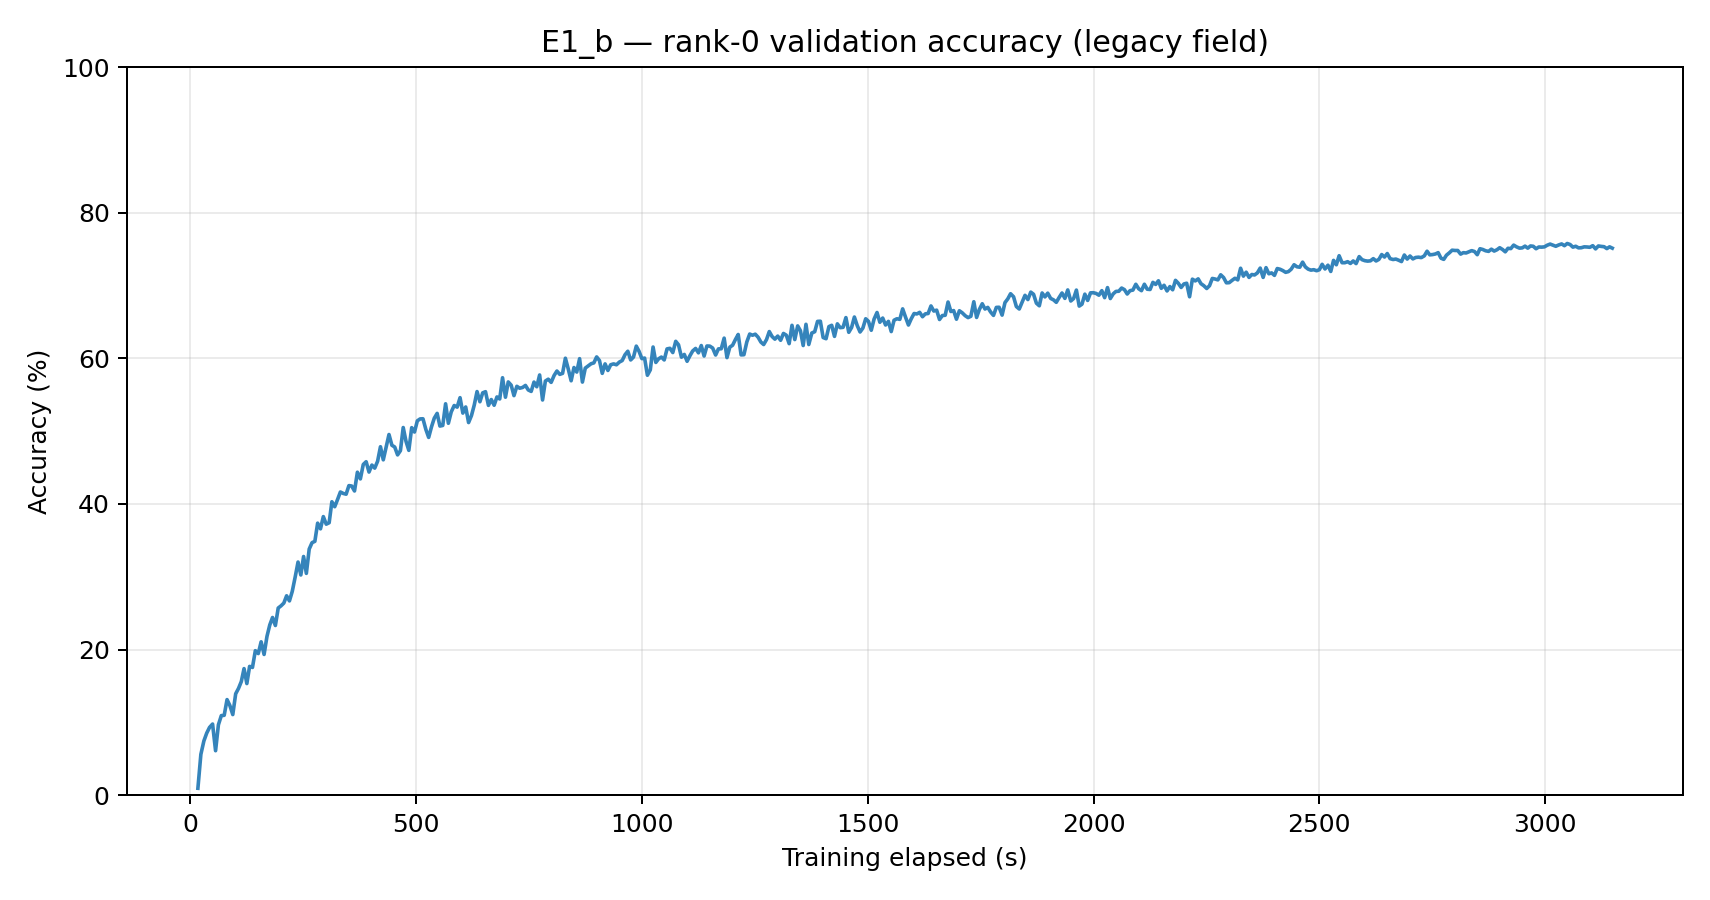 E1_b — rank-0 validation accuracy (legacy field)
100
80
60
40
20
0
Accuracy (%)
0 500 1000 1500 2000 2500 3000
Training elapsed (s)